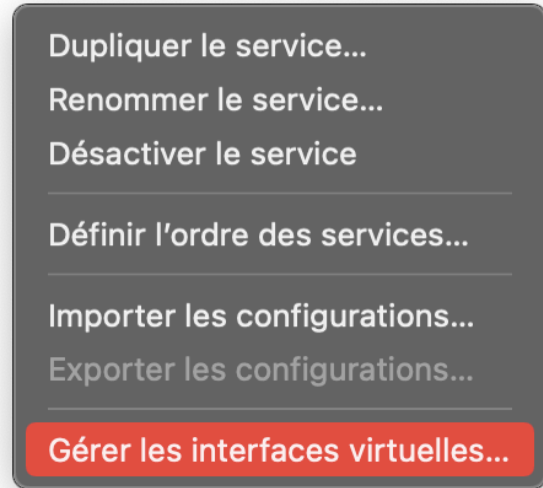 Dupliquer le service...
Renommer le service...
Désactiver le service
Définir l’ordre des services...
Importer les configurations...
Exporter les configurations...
Gérer les interfaces virtuelles...